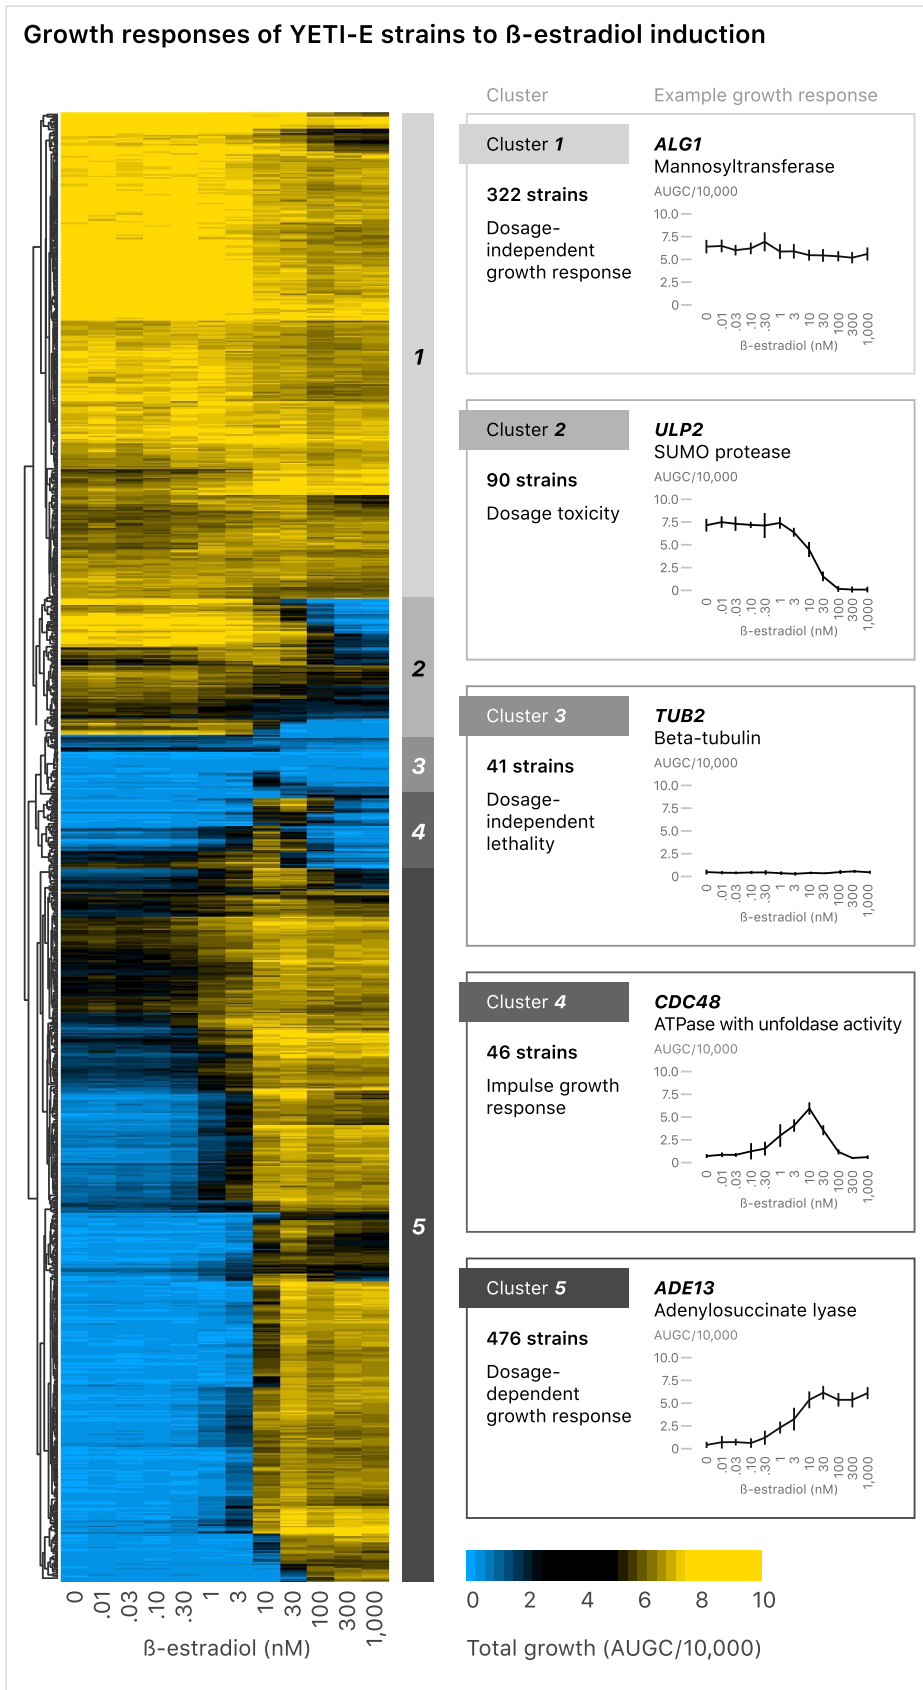 Growth responses of YETI-E strains to ß-estradiol induction
Cluster
Example growth response
1
2
3
4
5
0 .01 .03 .10 .30 1 3 10 30 100 300 1,000
ß-estradiol (nM)
Cluster 1
322 strains
Dosage-
independent
growth response
ALG1
Mannosyltransferase
AUGC/10,000
10.0
7.5
5.0
2.5
0
0 .01 .03 .10 .30 1 3 10 30 100 300 1,000
ß-estradiol (nM)
Cluster 2
90 strains
Dosage toxicity
ULP2
SUMO protease
AUGC/10,000
10.0
7.5
5.0
2.5
0
0 .01 .03 .10 .30 1 3 10 30 100 300 1,000
ß-estradiol (nM)
Cluster 3
41 strains
Dosage-
independent
lethality
TUB2
Beta-tubulin
AUGC/10,000
10.0
7.5
5.0
2.5
0
0 .01 .03 .10 .30 1 3 10 30 100 300 1,000
ß-estradiol (nM)
Cluster 4
46 strains
Impulse growth
response
CDC48
ATPase with unfoldase activity
AUGC/10,000
10.0
7.5
5.0
2.5
0
0 .01 .03 .10 .30 1 3 10 30 100 300 1,000
ß-estradiol (nM)
Cluster 5
476 strains
Dosage-
dependent
growth response
ADE13
Adenylosuccinate lyase
AUGC/10,000
10.0
7.5
5.0
2.5
0
0 .01 .03 .10 .30 1 3 10 30 100 300 1,000
ß-estradiol (nM)
0 2 4 6 8 10
Total growth (AUGC/10,000)